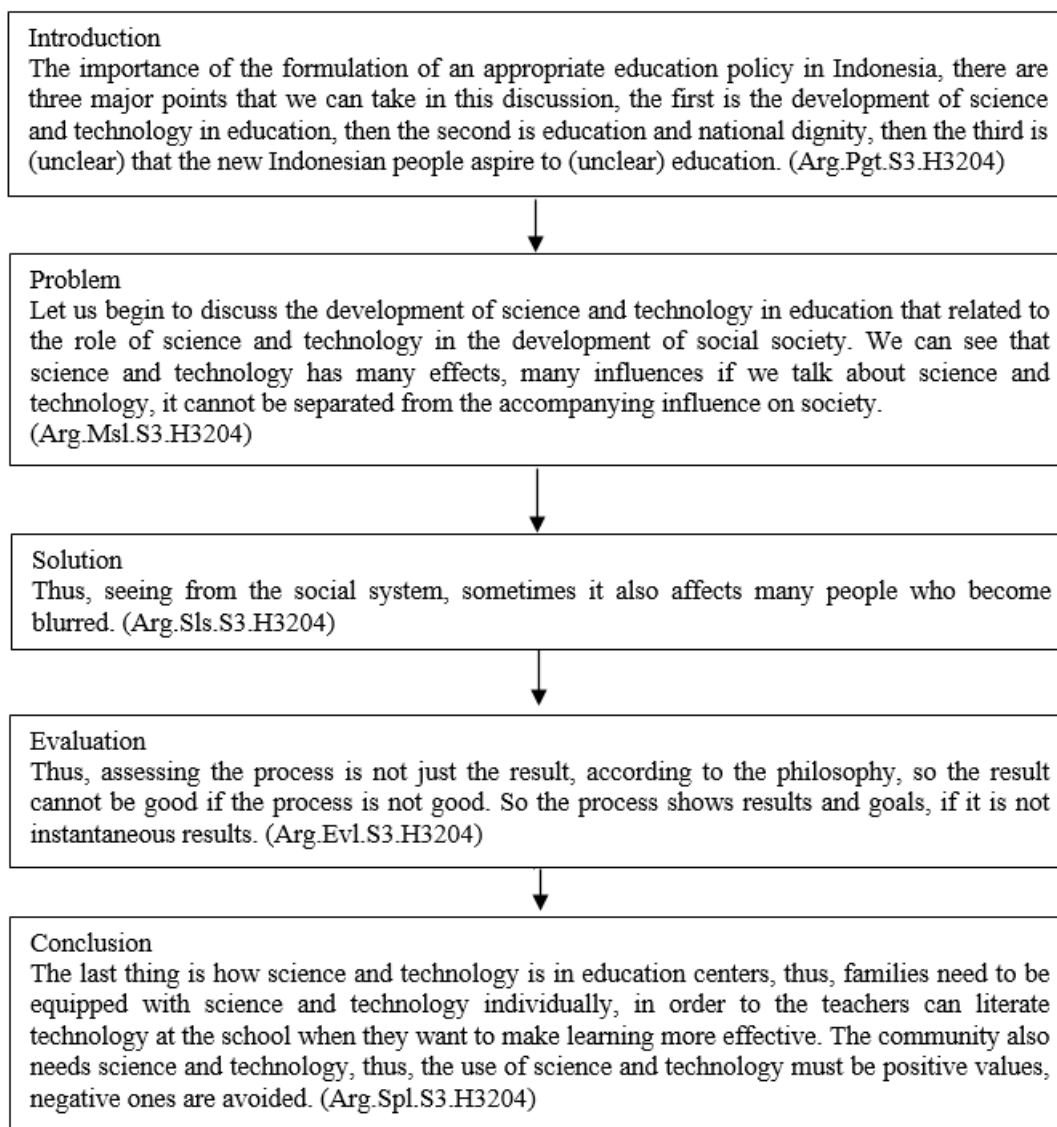 Introduction
The importance of the formulation of an appropriate education policy in Indonesia, there are
three major points that we can take in this discussion, the first is the development of science
and technology in education, then the second is education and national dignity, then the third is
(unclear) that the new Indonesian people aspire to (unclear) education. (Arg.Pgt.S3.H3204)
Problem
Let us begin to discuss the development of science and technology in education that related to
the role of science and technology in the development of social society. We can see that
science and technology has many effects, many influences if we talk about science and
technology, it cannot be separated from the accompanying influence on society.
(Arg.Msl.S3.H3204)
Solution
Thus, seeing from the social system, sometimes it also affects many people who become
blurred. (Arg.Sls.S3.H3204)
Evaluation
Thus, assessing the process is not just the result, according to the philosophy, so the result
cannot be good if the process is not good. So the process shows results and goals, if it is not
instantaneous results. (Arg.Evl.S3.H3204)
Conclusion
The last thing is how science and technology is in education centers, thus, families need to be
equipped with science and technology individually, in order to the teachers can literate
technology at the school when they want to make learning more effective. The community also
needs science and technology, thus, the use of science and technology must be positive values,
negative ones are avoided. (Arg.Spl.S3.H3204)